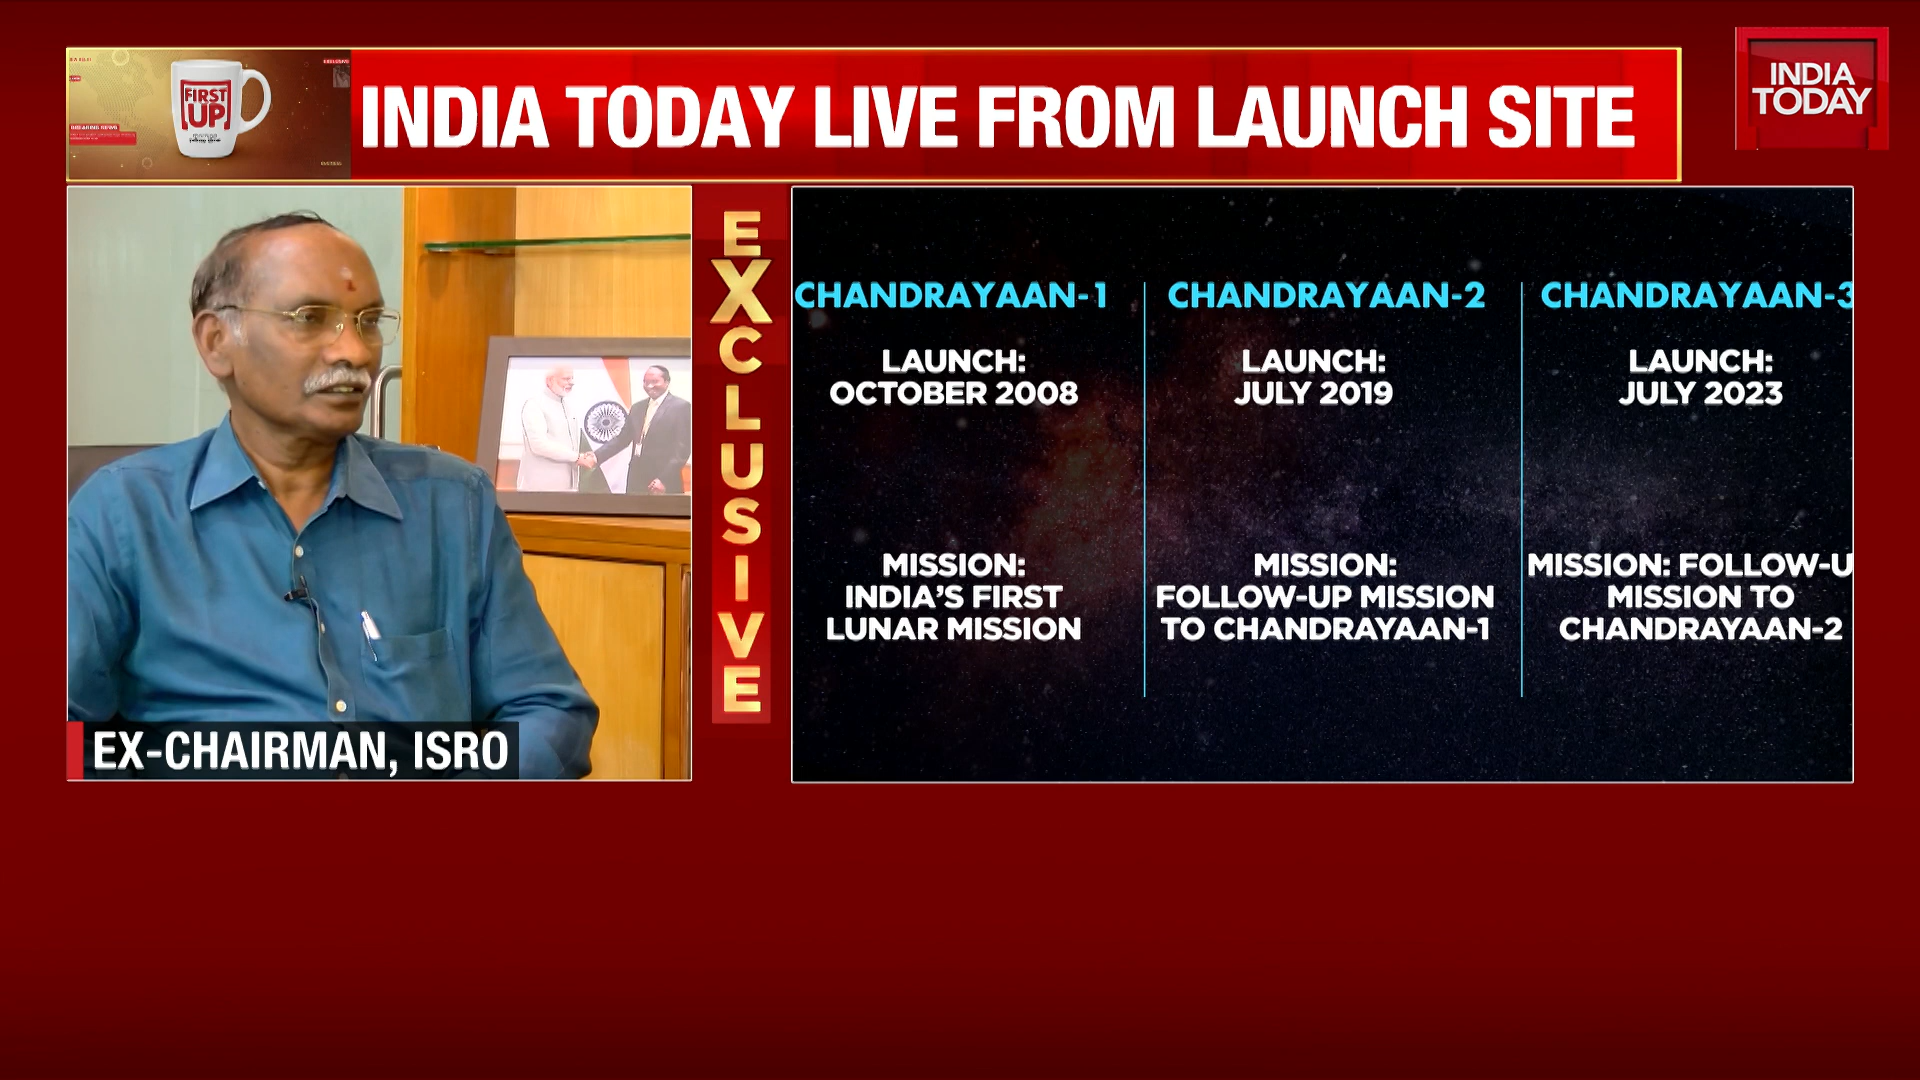 FIRST
UP
INDIA TODAY LIVE FROM LAUNCH SITE
INDIA
TODAY
EXCLUSIVE
EX-CHAIRMAN, ISRO
CHANDRAYAAN-1
LAUNCH:
OCTOBER 2008
MISSION:
INDIA'S FIRST
LUNAR MISSION
CHANDRAYAAN-2
LAUNCH:
JULY 2019
MISSION:
FOLLOW-UP MISSION
TO CHANDRAYAAN-1
CHANDRAYAAN-3
LAUNCH:
JULY 2023
MISSION: FOLLOW-U
MISSION TO
CHANDRAYAAN-2